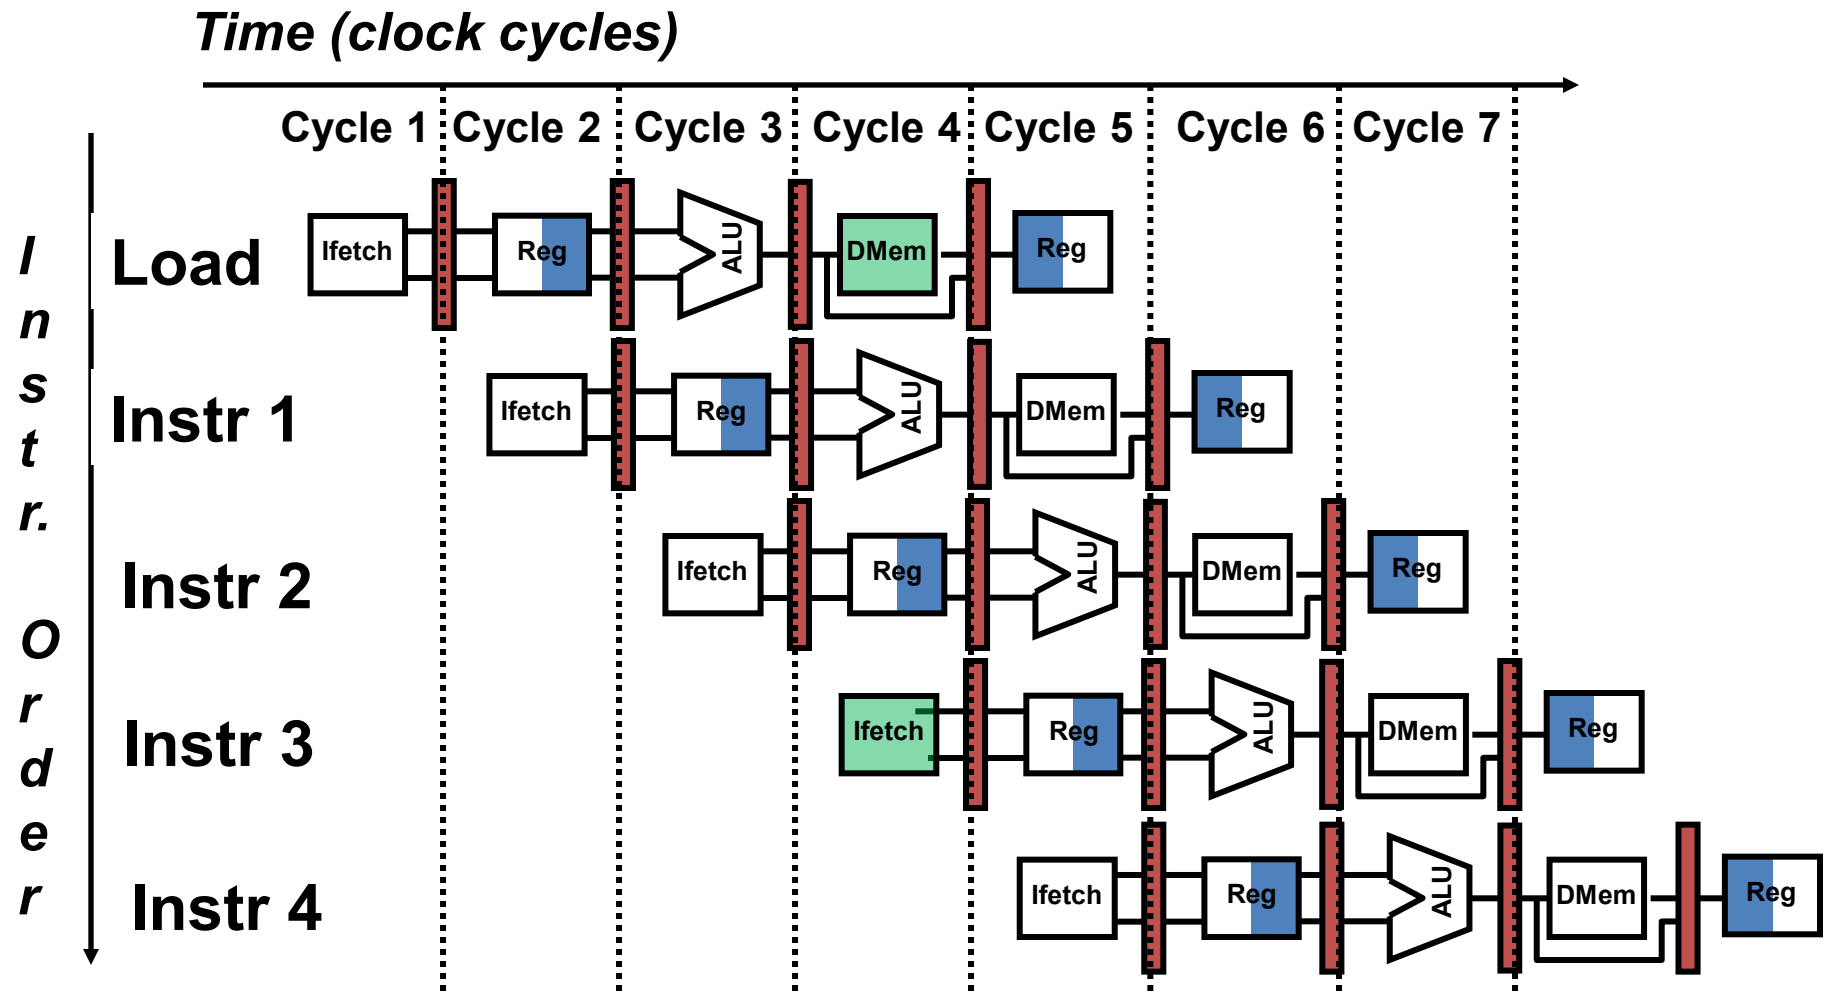 Time (clock cycles)
Cycle 1 Cycle 2 Cycle 3 Cycle 4 Cycle 5 Cycle 6 Cycle 7
Instr. Order
Load Ifetch Reg ALU DMem Reg
Instr 1 Ifetch Reg ALU DMem Reg
Instr 2 Ifetch Reg ALU DMem Reg
Instr 3 Ifetch Reg ALU DMem Reg
Instr 4 Ifetch Reg ALU DMem Reg